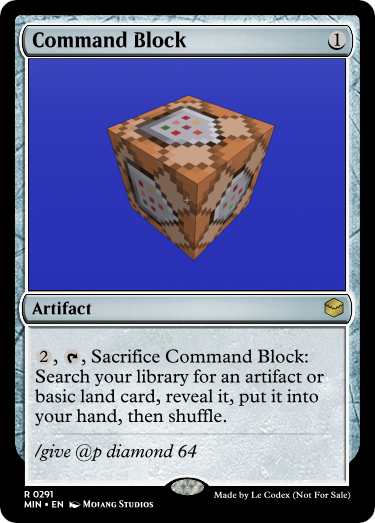 Command Block 1
Artifact
2, , Sacrifice Command Block:
Search your library for an artifact or
basic land card, reveal it, put it into
your hand, then shuffle.
/give @p diamond 64
R 0291
MIN • EN Mojang Studios
Made by Le Codex (Not For Sale)